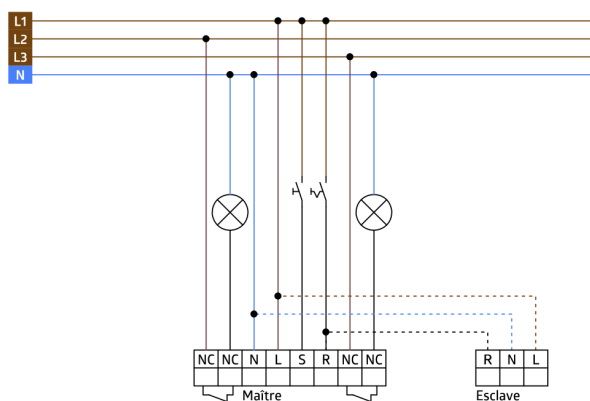 L1
L2
L3
N
NC NC N L S R NC NC
R N L
Maître
Esclave